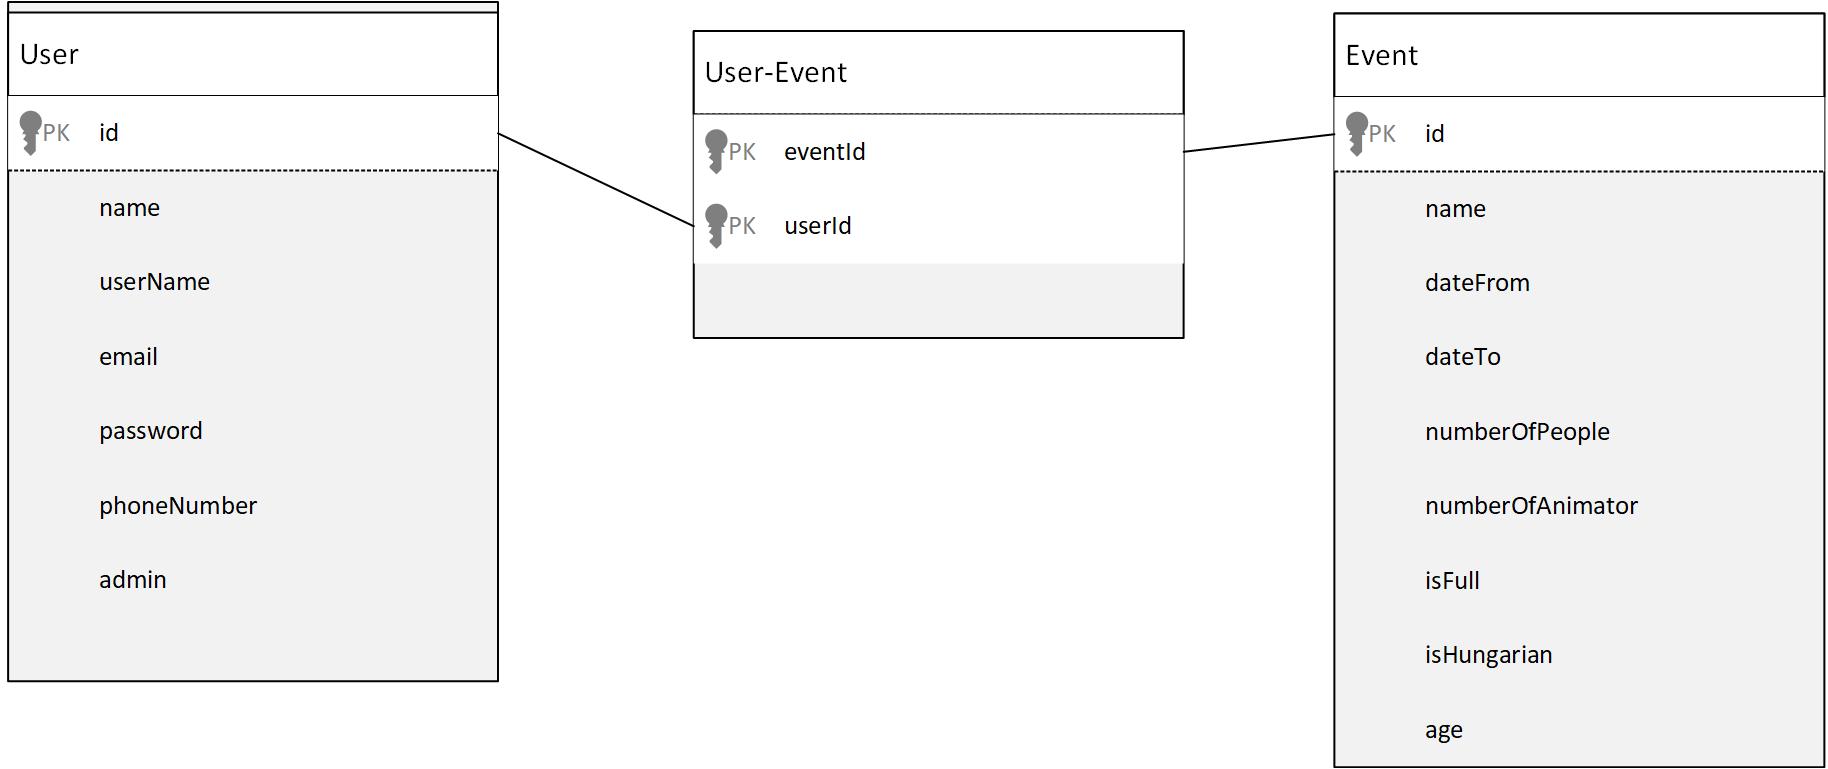 User
PK id
name
userName
email
password
phoneNumber
admin
User-Event
PK eventId
PK userId
Event
PK id
name
dateFrom
dateTo
numberOfPeople
numberOfAnimator
isFull
isHungarian
age